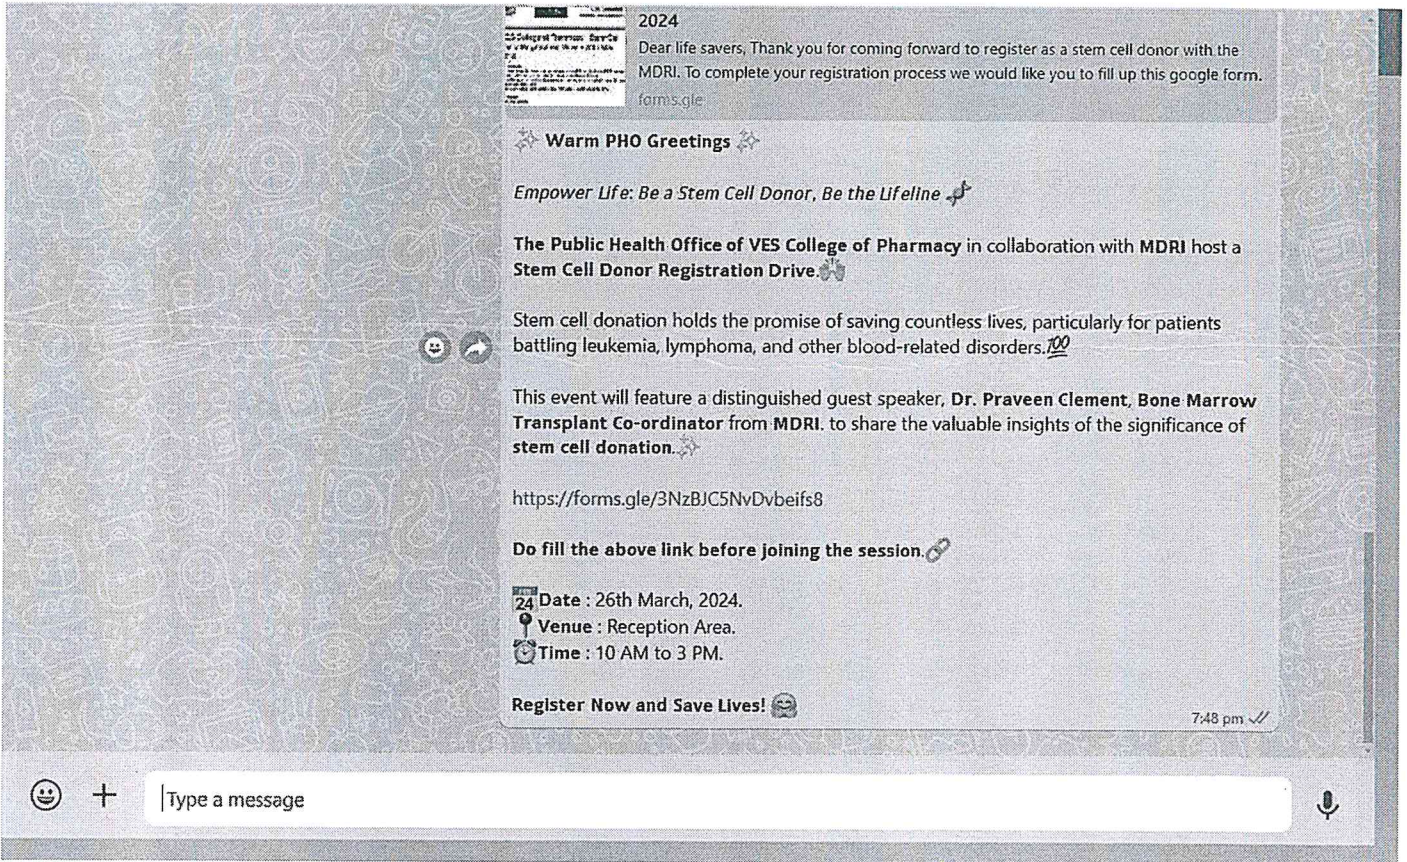 2024
Dear life savers, Thank you for coming forward to register as a stem cell donor with the
MDRI. To complete your registration process we would like you to fill up this google form.
forms.gle
✨ Warm PHO Greetings ✨
Empower Life: Be a Stem Cell Donor, Be the Lifeline 🧬
The Public Health Office of VES College of Pharmacy in collaboration with MDRI host a
Stem Cell Donor Registration Drive.🙌
Stem cell donation holds the promise of saving countless lives, particularly for patients
battling leukemia, lymphoma, and other blood-related disorders.💯
This event will feature a distinguished guest speaker, Dr. Praveen Clement, Bone Marrow
Transplant Co-ordinator from MDRI. to share the valuable insights of the significance of
stem cell donation.✨
https://forms.gle/3NzBJC5NvDvbeifs8
Do fill the above link before joining the session.🔗
📆Date : 26th March, 2024.
📍Venue : Reception Area.
⏰Time : 10 AM to 3 PM.
Register Now and Save Lives! 🤗
7:48 pm
Type a message